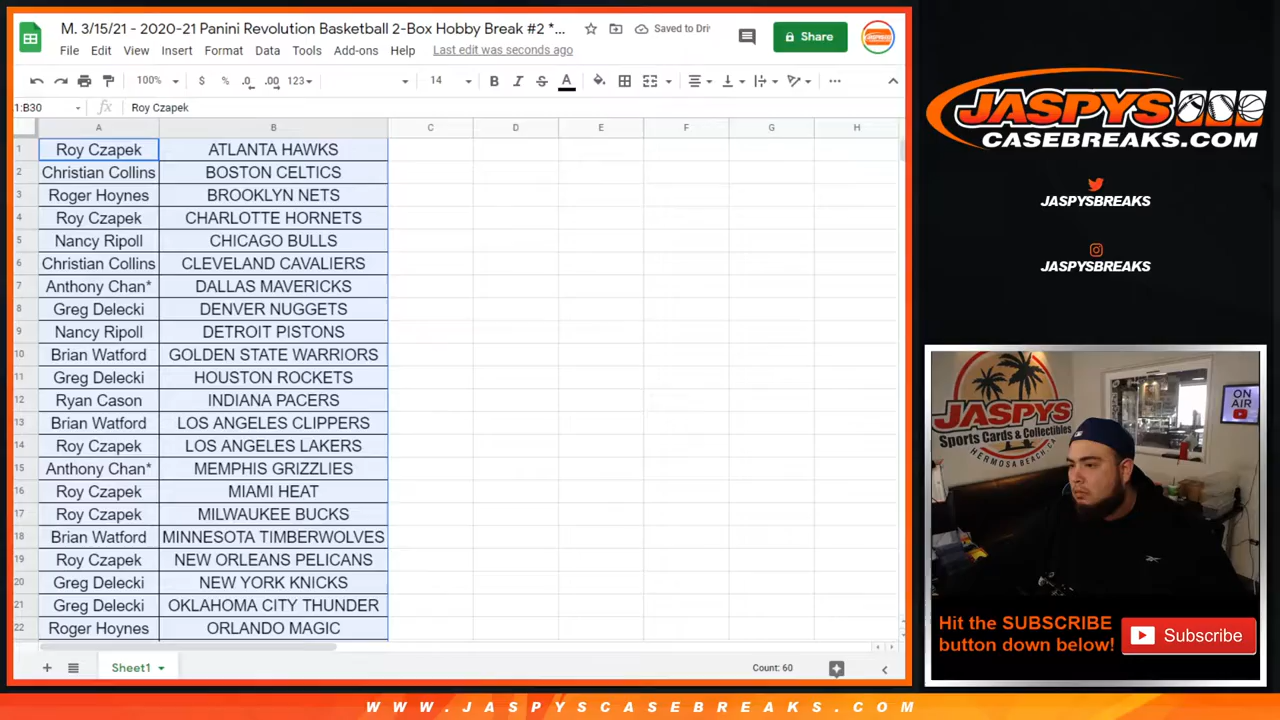 M. 3/15/21 - 2020-21 Panini Revolution Basketball 2-Box Hobby Break #2 *...
Saved to Dri
Share
File Edit View Insert Format Data Tools Add-ons Help Last edit was seconds ago
100% $ % .0 .00 123 14 B I S A
1:B30 fx Roy Czapek
A B C D E F G H
1 Roy Czapek ATLANTA HAWKS
2 Christian Collins BOSTON CELTICS
3 Roger Hoynes BROOKLYN NETS
4 Roy Czapek CHARLOTTE HORNETS
5 Nancy Ripoll CHICAGO BULLS
6 Christian Collins CLEVELAND CAVALIERS
7 Anthony Chan* DALLAS MAVERICKS
8 Greg Delecki DENVER NUGGETS
9 Nancy Ripoll DETROIT PISTONS
10 Brian Watford GOLDEN STATE WARRIORS
11 Greg Delecki HOUSTON ROCKETS
12 Ryan Cason INDIANA PACERS
13 Brian Watford LOS ANGELES CLIPPERS
14 Roy Czapek LOS ANGELES LAKERS
15 Anthony Chan* MEMPHIS GRIZZLIES
16 Roy Czapek MIAMI HEAT
17 Roy Czapek MILWAUKEE BUCKS
18 Brian Watford MINNESOTA TIMBERWOLVES
19 Roy Czapek NEW ORLEANS PELICANS
20 Greg Delecki NEW YORK KNICKS
21 Greg Delecki OKLAHOMA CITY THUNDER
22 Roger Hoynes ORLANDO MAGIC
Sheet1
Count: 60
JASPYS
CASEBREAKS.COM
JASPYSBREAKS
JASPYSBREAKS
JASPYS
Sports Cards & Collectibles
HERMOSA BEACH, CA
ON
AIR
Hit the SUBSCRIBE
button down below!
Subscribe
WWW.JASPYSCASEBREAKS.COM